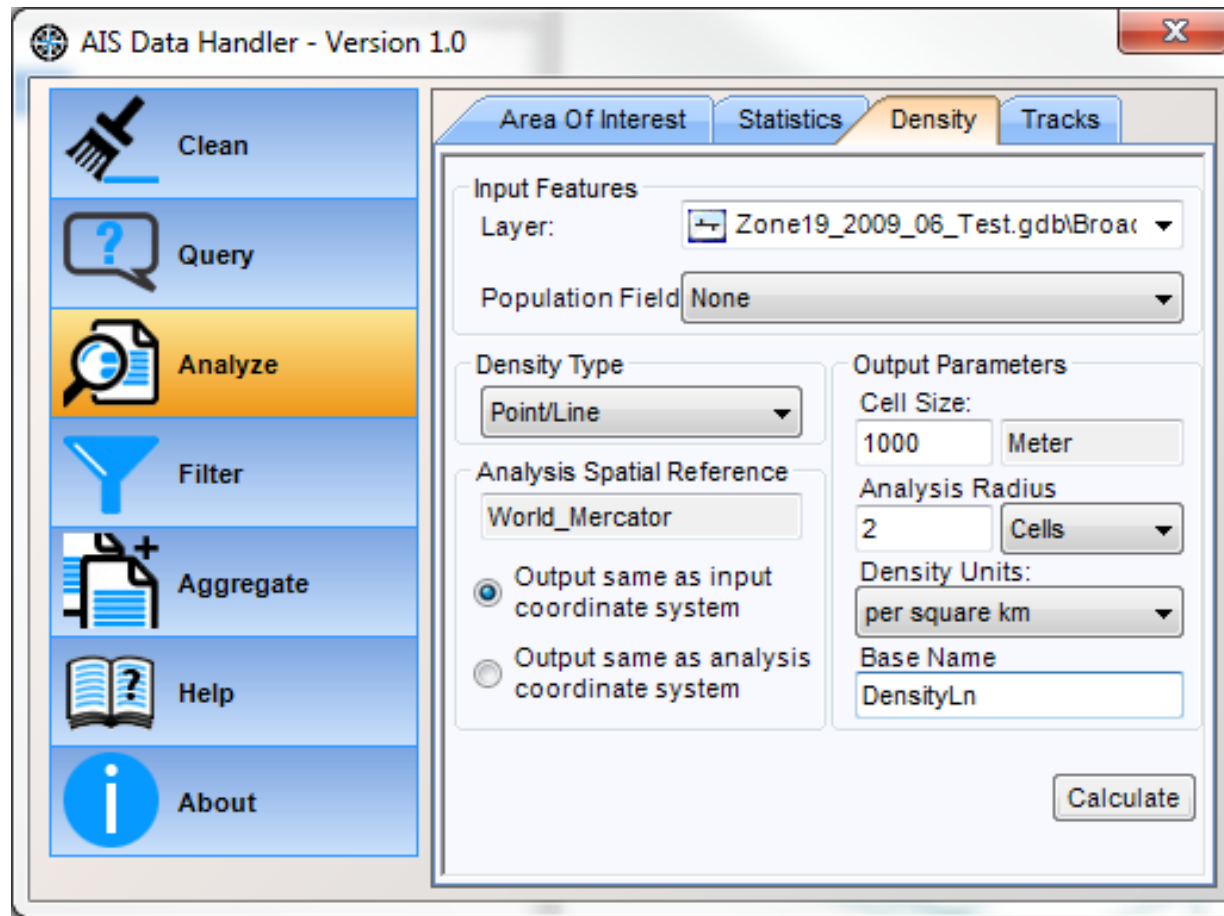 AIS Data Handler - Version 1.0
Clean
Query
Analyze
Filter
Aggregate
Help
About
Area Of Interest
Statistics
Density
Tracks
Input Features
Layer:
Zone19_2009_06_Test.gdb\Broad
Population Field
None
Density Type
Point/Line
Analysis Spatial Reference
World_Mercator
Output same as input
coordinate system
Output same as analysis
coordinate system
Output Parameters
Cell Size:
1000
Meter
Analysis Radius
2
Cells
Density Units:
per square km
Base Name
DensityLn
Calculate